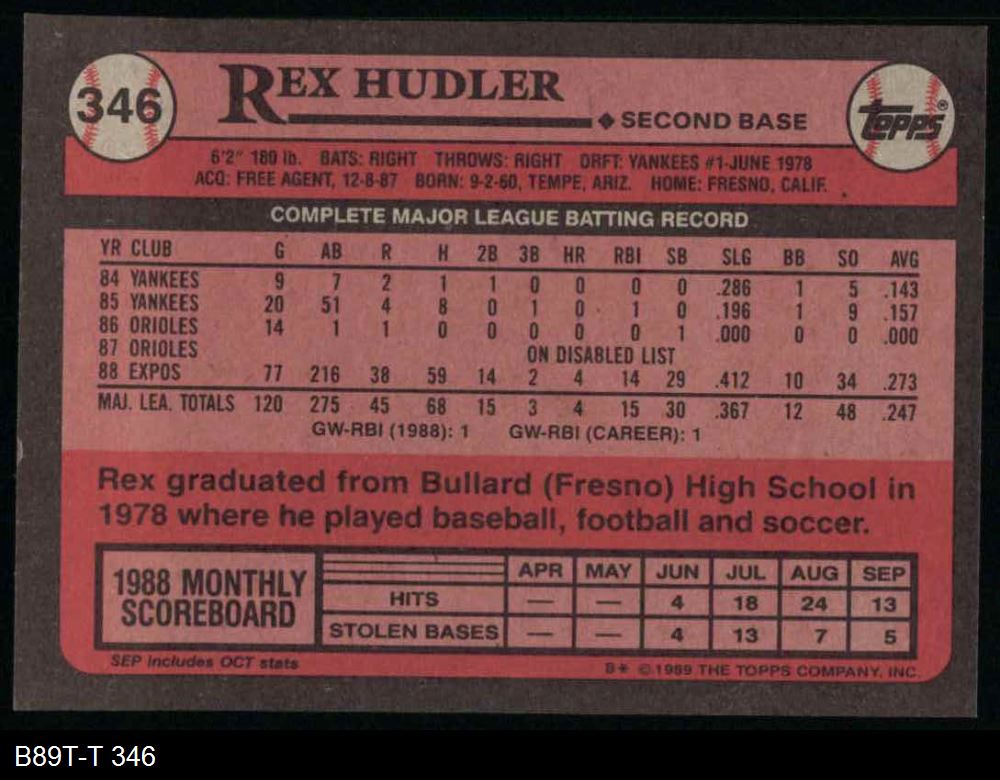 346
REX HUDLER
◆ SECOND BASE
topps®
6'2" 180 lb. BATS: RIGHT THROWS: RIGHT DRFT: YANKEES #1-JUNE 1978
ACQ: FREE AGENT, 12-8-87 BORN: 9-2-60, TEMPE, ARIZ. HOME: FRESNO, CALIF.
COMPLETE MAJOR LEAGUE BATTING RECORD
YR CLUB G AB R H 2B 3B HR RBI SB SLG BB SO AVG
84 YANKEES 9 7 2 1 1 0 0 0 0 .286 1 5 .143
85 YANKEES 20 51 4 8 0 1 0 1 0 .196 1 9 .157
86 ORIOLES 14 1 1 0 0 0 0 0 1 .000 0 0 .000
87 ORIOLES ON DISABLED LIST
88 EXPOS 77 216 38 59 14 2 4 14 29 .412 10 34 .273
MAJ. LEA. TOTALS 120 275 45 68 15 3 4 15 30 .367 12 48 .247
GW-RBI (1988): 1 GW-RBI (CAREER): 1
Rex graduated from Bullard (Fresno) High School in
1978 where he played baseball, football and soccer.
1988 MONTHLY
SCOREBOARD
APR MAY JUN JUL AUG SEP
HITS — — 4 18 24 13
STOLEN BASES — — 4 13 7 5
SEP includes OCT stats
B* ©1989 THE TOPPS COMPANY, INC.
B89T-T 346